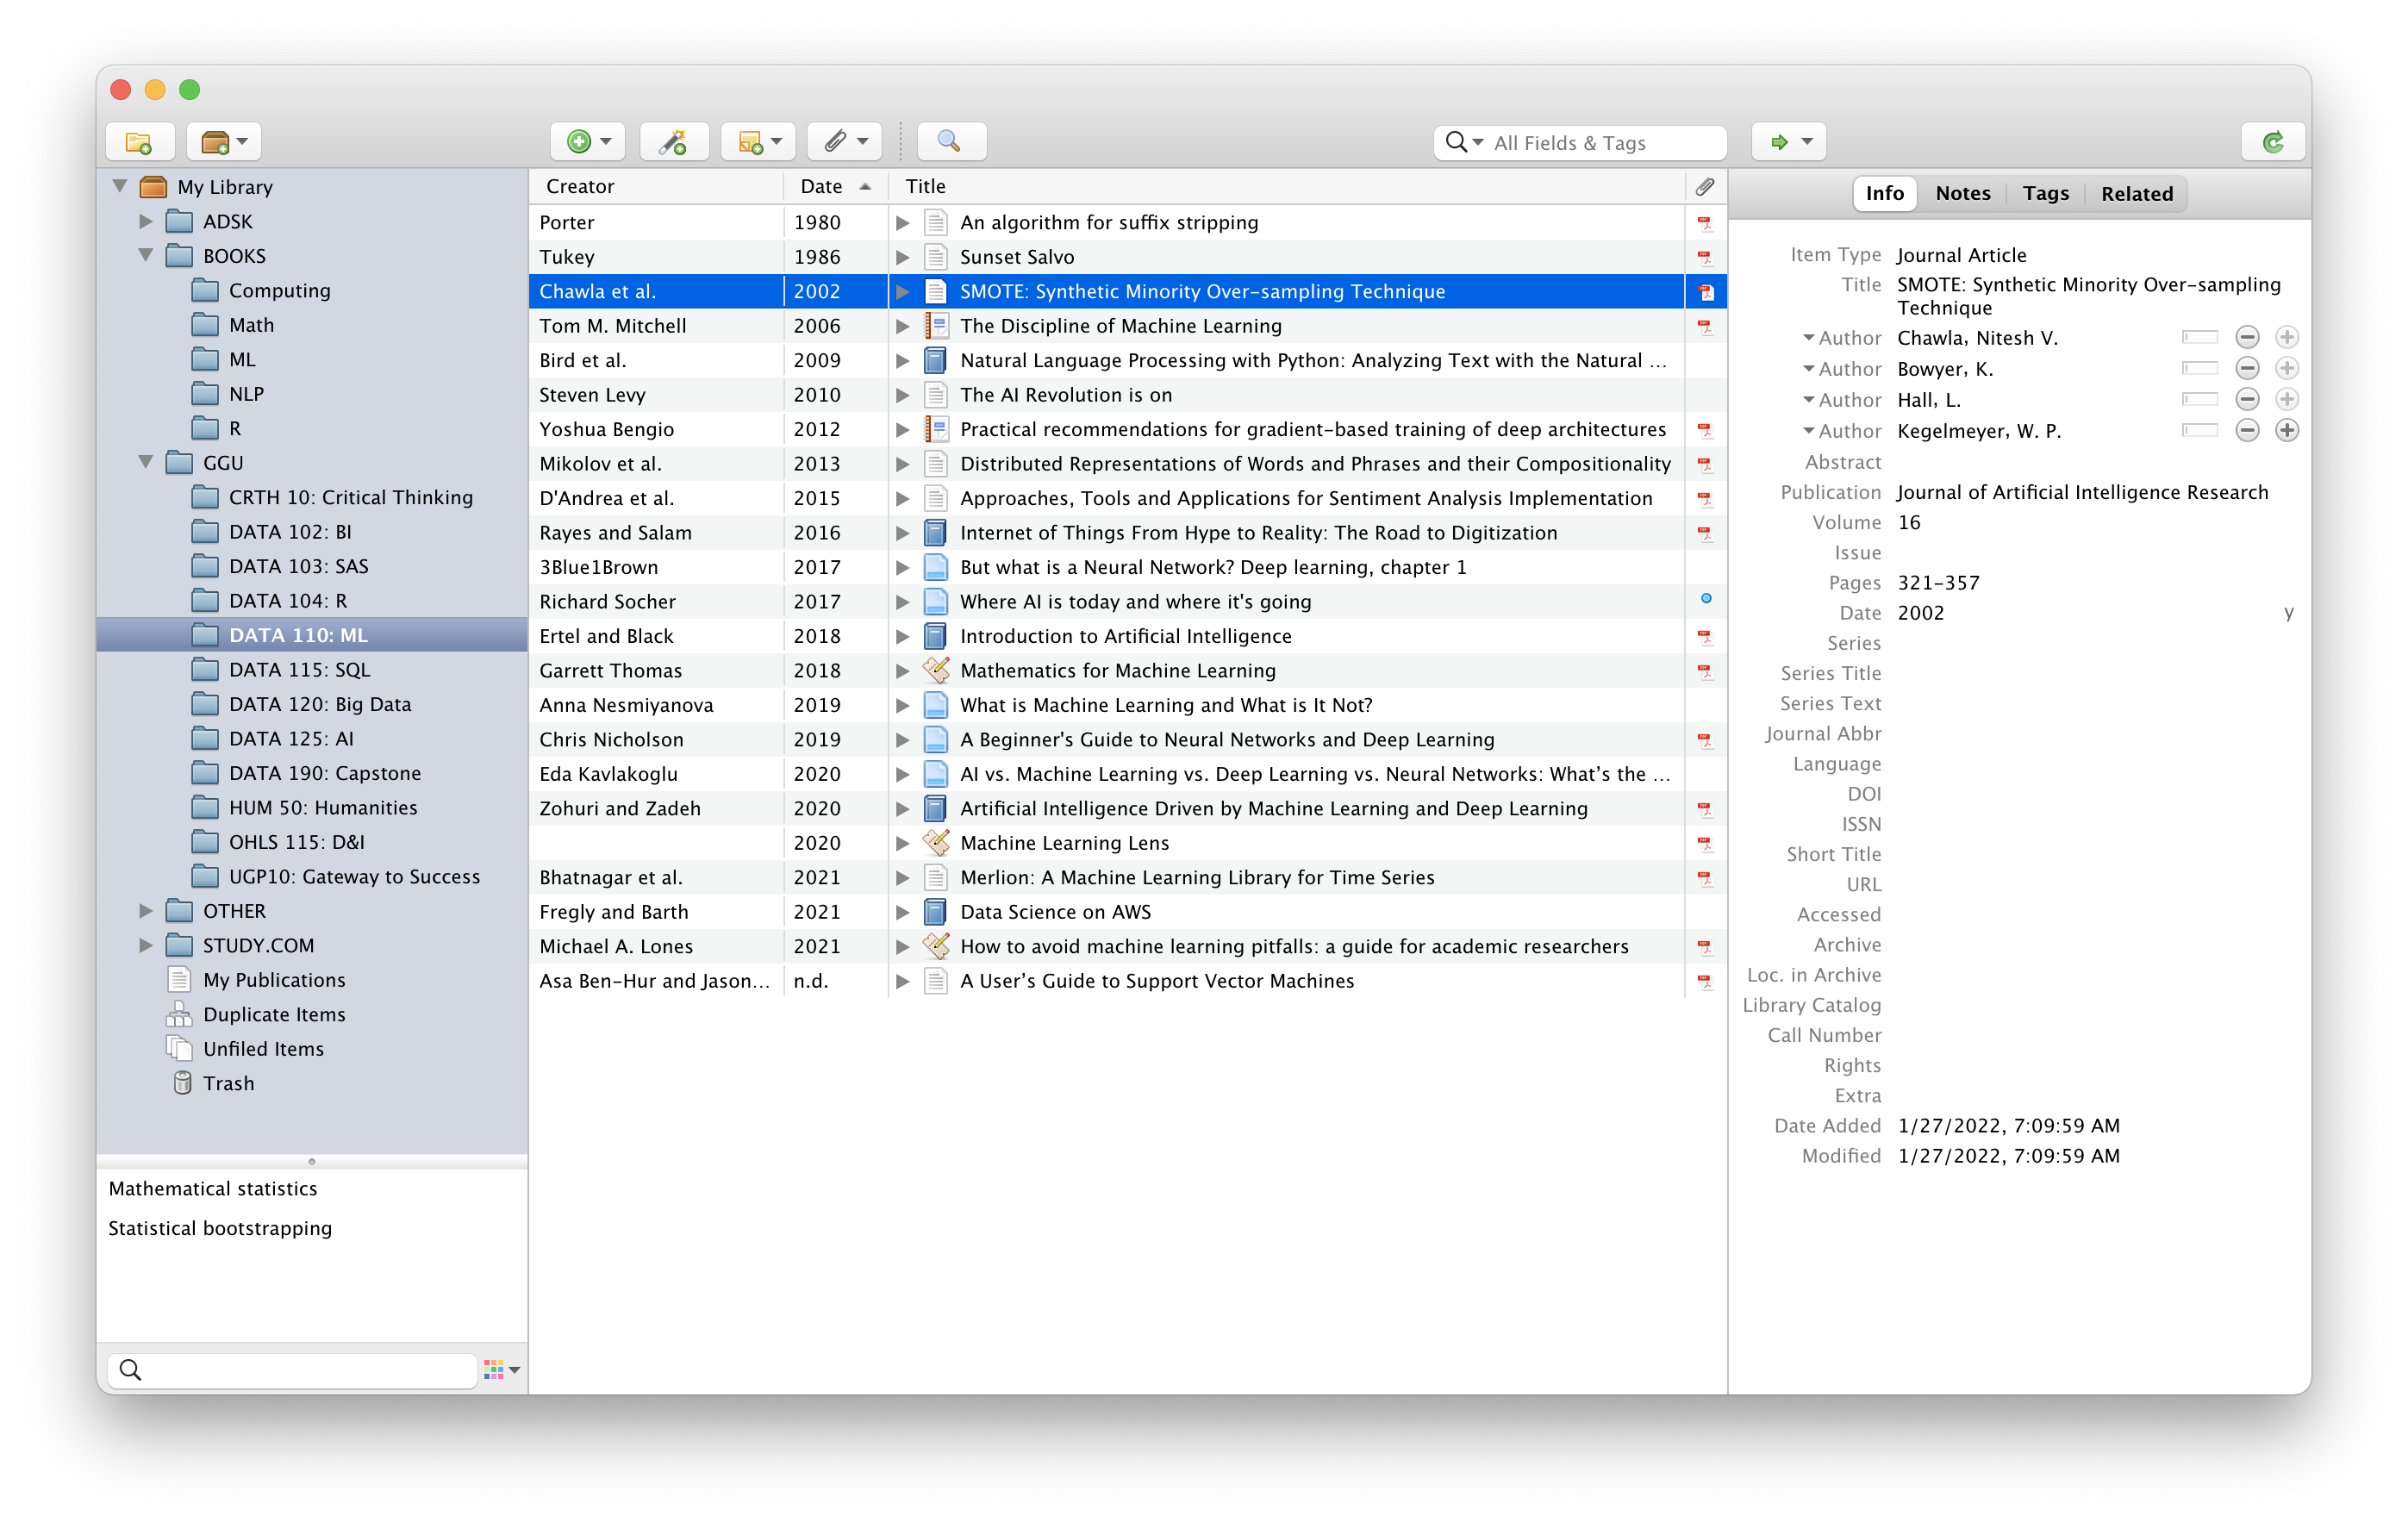 All Fields & Tags
My Library
ADSK
BOOKS
Computing
Math
ML
NLP
R
GGU
CRTH 10: Critical Thinking
DATA 102: BI
DATA 103: SAS
DATA 104: R
DATA 110: ML
DATA 115: SQL
DATA 120: Big Data
DATA 125: AI
DATA 190: Capstone
HUM 50: Humanities
OHLS 115: D&I
UGP10: Gateway to Success
OTHER
STUDY.COM
My Publications
Duplicate Items
Unfiled Items
Trash
Mathematical statistics
Statistical bootstrapping
Creator Date Title
Porter 1980 An algorithm for suffix stripping
Tukey 1986 Sunset Salvo
Chawla et al. 2002 SMOTE: Synthetic Minority Over-sampling Technique
Tom M. Mitchell 2006 The Discipline of Machine Learning
Bird et al. 2009 Natural Language Processing with Python: Analyzing Text with the Natural ...
Steven Levy 2010 The AI Revolution is on
Yoshua Bengio 2012 Practical recommendations for gradient-based training of deep architectures
Mikolov et al. 2013 Distributed Representations of Words and Phrases and their Compositionality
D'Andrea et al. 2015 Approaches, Tools and Applications for Sentiment Analysis Implementation
Rayes and Salam 2016 Internet of Things From Hype to Reality: The Road to Digitization
3Blue1Brown 2017 But what is a Neural Network? Deep learning, chapter 1
Richard Socher 2017 Where AI is today and where it's going
Ertel and Black 2018 Introduction to Artificial Intelligence
Garrett Thomas 2018 Mathematics for Machine Learning
Anna Nesmiyanova 2019 What is Machine Learning and What is It Not?
Chris Nicholson 2019 A Beginner's Guide to Neural Networks and Deep Learning
Eda Kavlakoglu 2020 AI vs. Machine Learning vs. Deep Learning vs. Neural Networks: What’s the ...
Zohuri and Zadeh 2020 Artificial Intelligence Driven by Machine Learning and Deep Learning
2020 Machine Learning Lens
Bhatnagar et al. 2021 Merlion: A Machine Learning Library for Time Series
Fregly and Barth 2021 Data Science on AWS
Michael A. Lones 2021 How to avoid machine learning pitfalls: a guide for academic researchers
Asa Ben-Hur and Jason... n.d. A User’s Guide to Support Vector Machines
Info Notes Tags Related
Item Type Journal Article
Title SMOTE: Synthetic Minority Over-sampling
Technique
Author Chawla, Nitesh V.
Author Bowyer, K.
Author Hall, L.
Author Kegelmeyer, W. P.
Abstract
Publication Journal of Artificial Intelligence Research
Volume 16
Issue
Pages 321-357
Date 2002 y
Series
Series Title
Series Text
Journal Abbr
Language
DOI
ISSN
Short Title
URL
Accessed
Archive
Loc. in Archive
Library Catalog
Call Number
Rights
Extra
Date Added 1/27/2022, 7:09:59 AM
Modified 1/27/2022, 7:09:59 AM